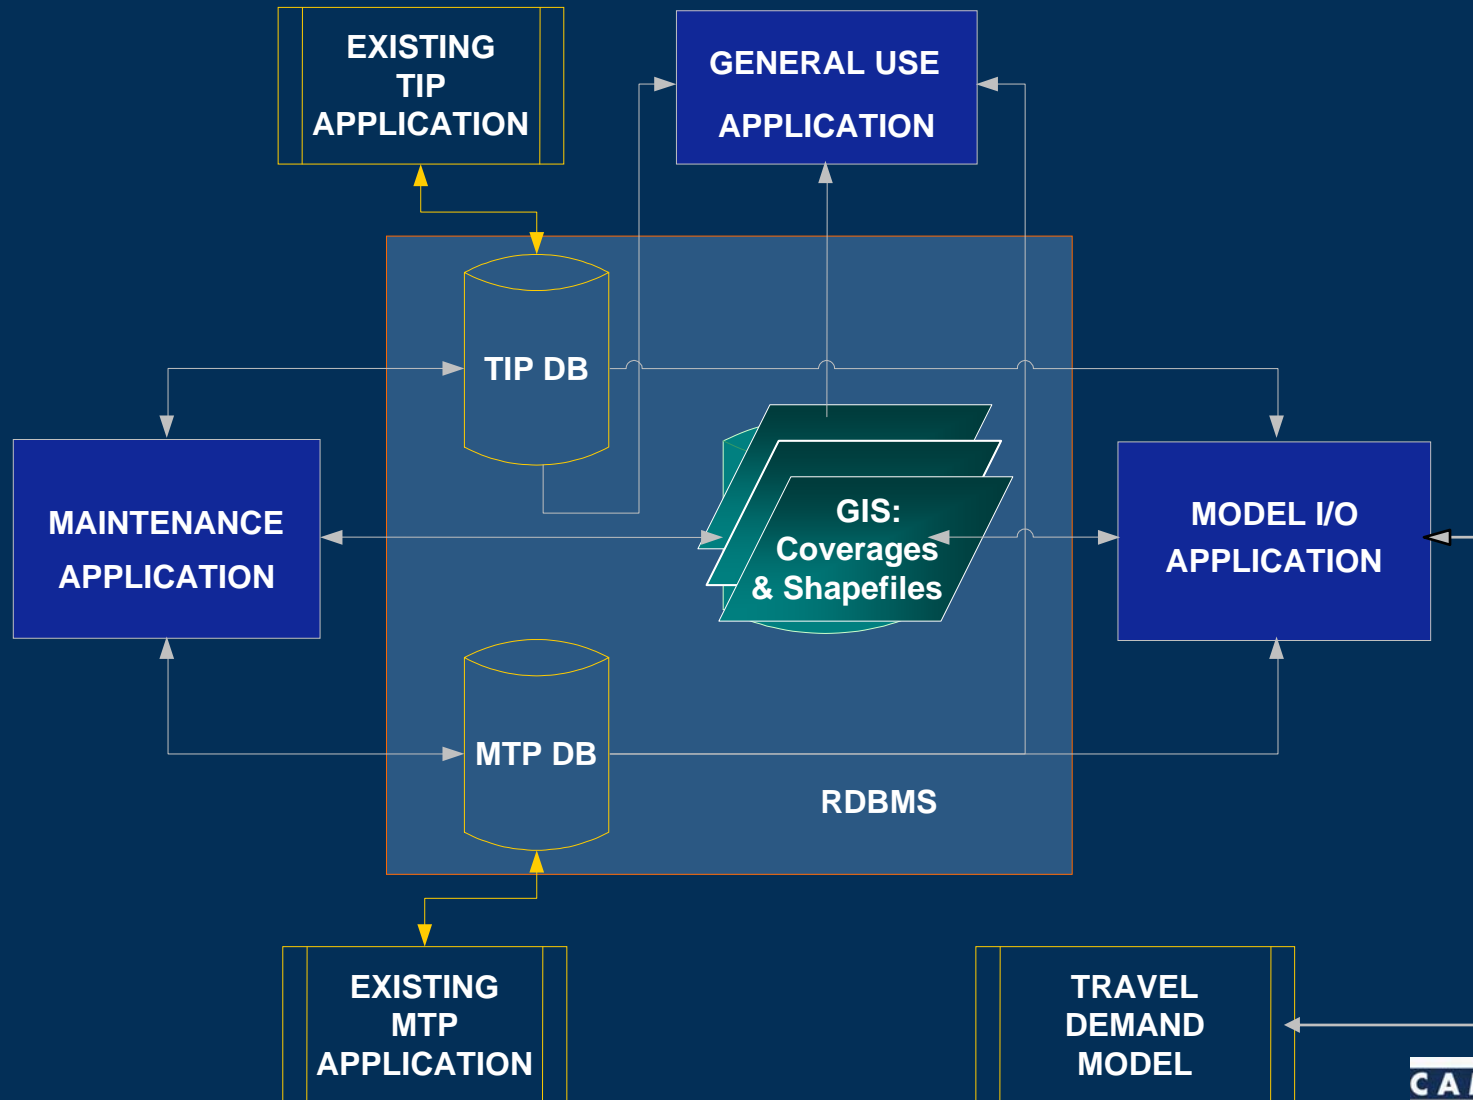 EXISTING
TIP
APPLICATION
GENERAL USE
APPLICATION
TIP DB
MAINTENANCE
APPLICATION
GIS:
Coverages
& Shapefiles
MODEL I/O
APPLICATION
MTP DB
RDBMS
EXISTING
MTP
APPLICATION
TRAVEL
DEMAND
MODEL